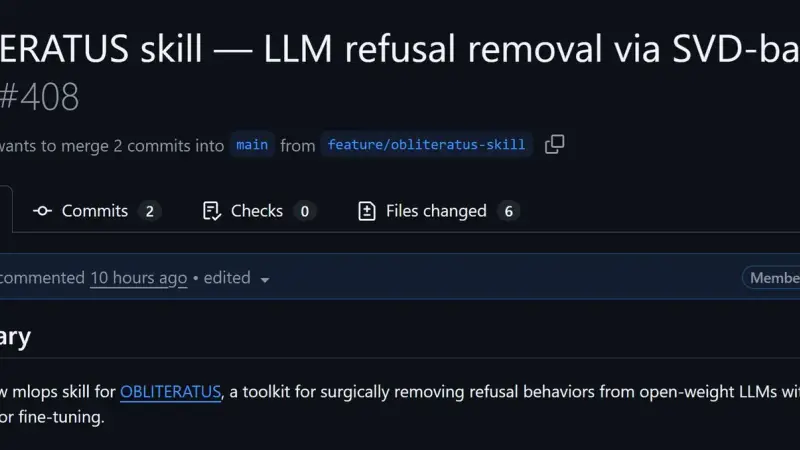 ERATUS skill — LLM refusal removal via SVD-ba
#408
wants to merge 2 commits into main from feature/obliteratus-skill
Commits 2 Checks 0 Files changed 6
commented 10 hours ago • edited Membe
ary
w mlops skill for OBLITERATUS, a toolkit for surgically removing refusal behaviors from open-weight LLMs wi
or fine-tuning.